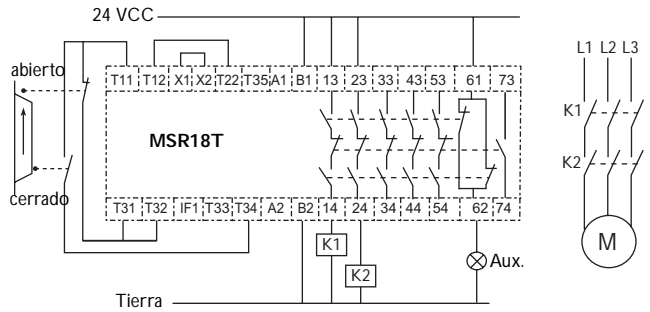 24 VCC
L1 L2 L3
abierto
T11 T12 X1 X2 T22 T35 A1 B1 13 23 33 43 53 61 73
K1
MSR18T
K2
cerrado
T31 T32 IF1 T33 T34 A2 B2 14 24 34 44 54 62 74
M
K1
K2
Aux.
Tierra